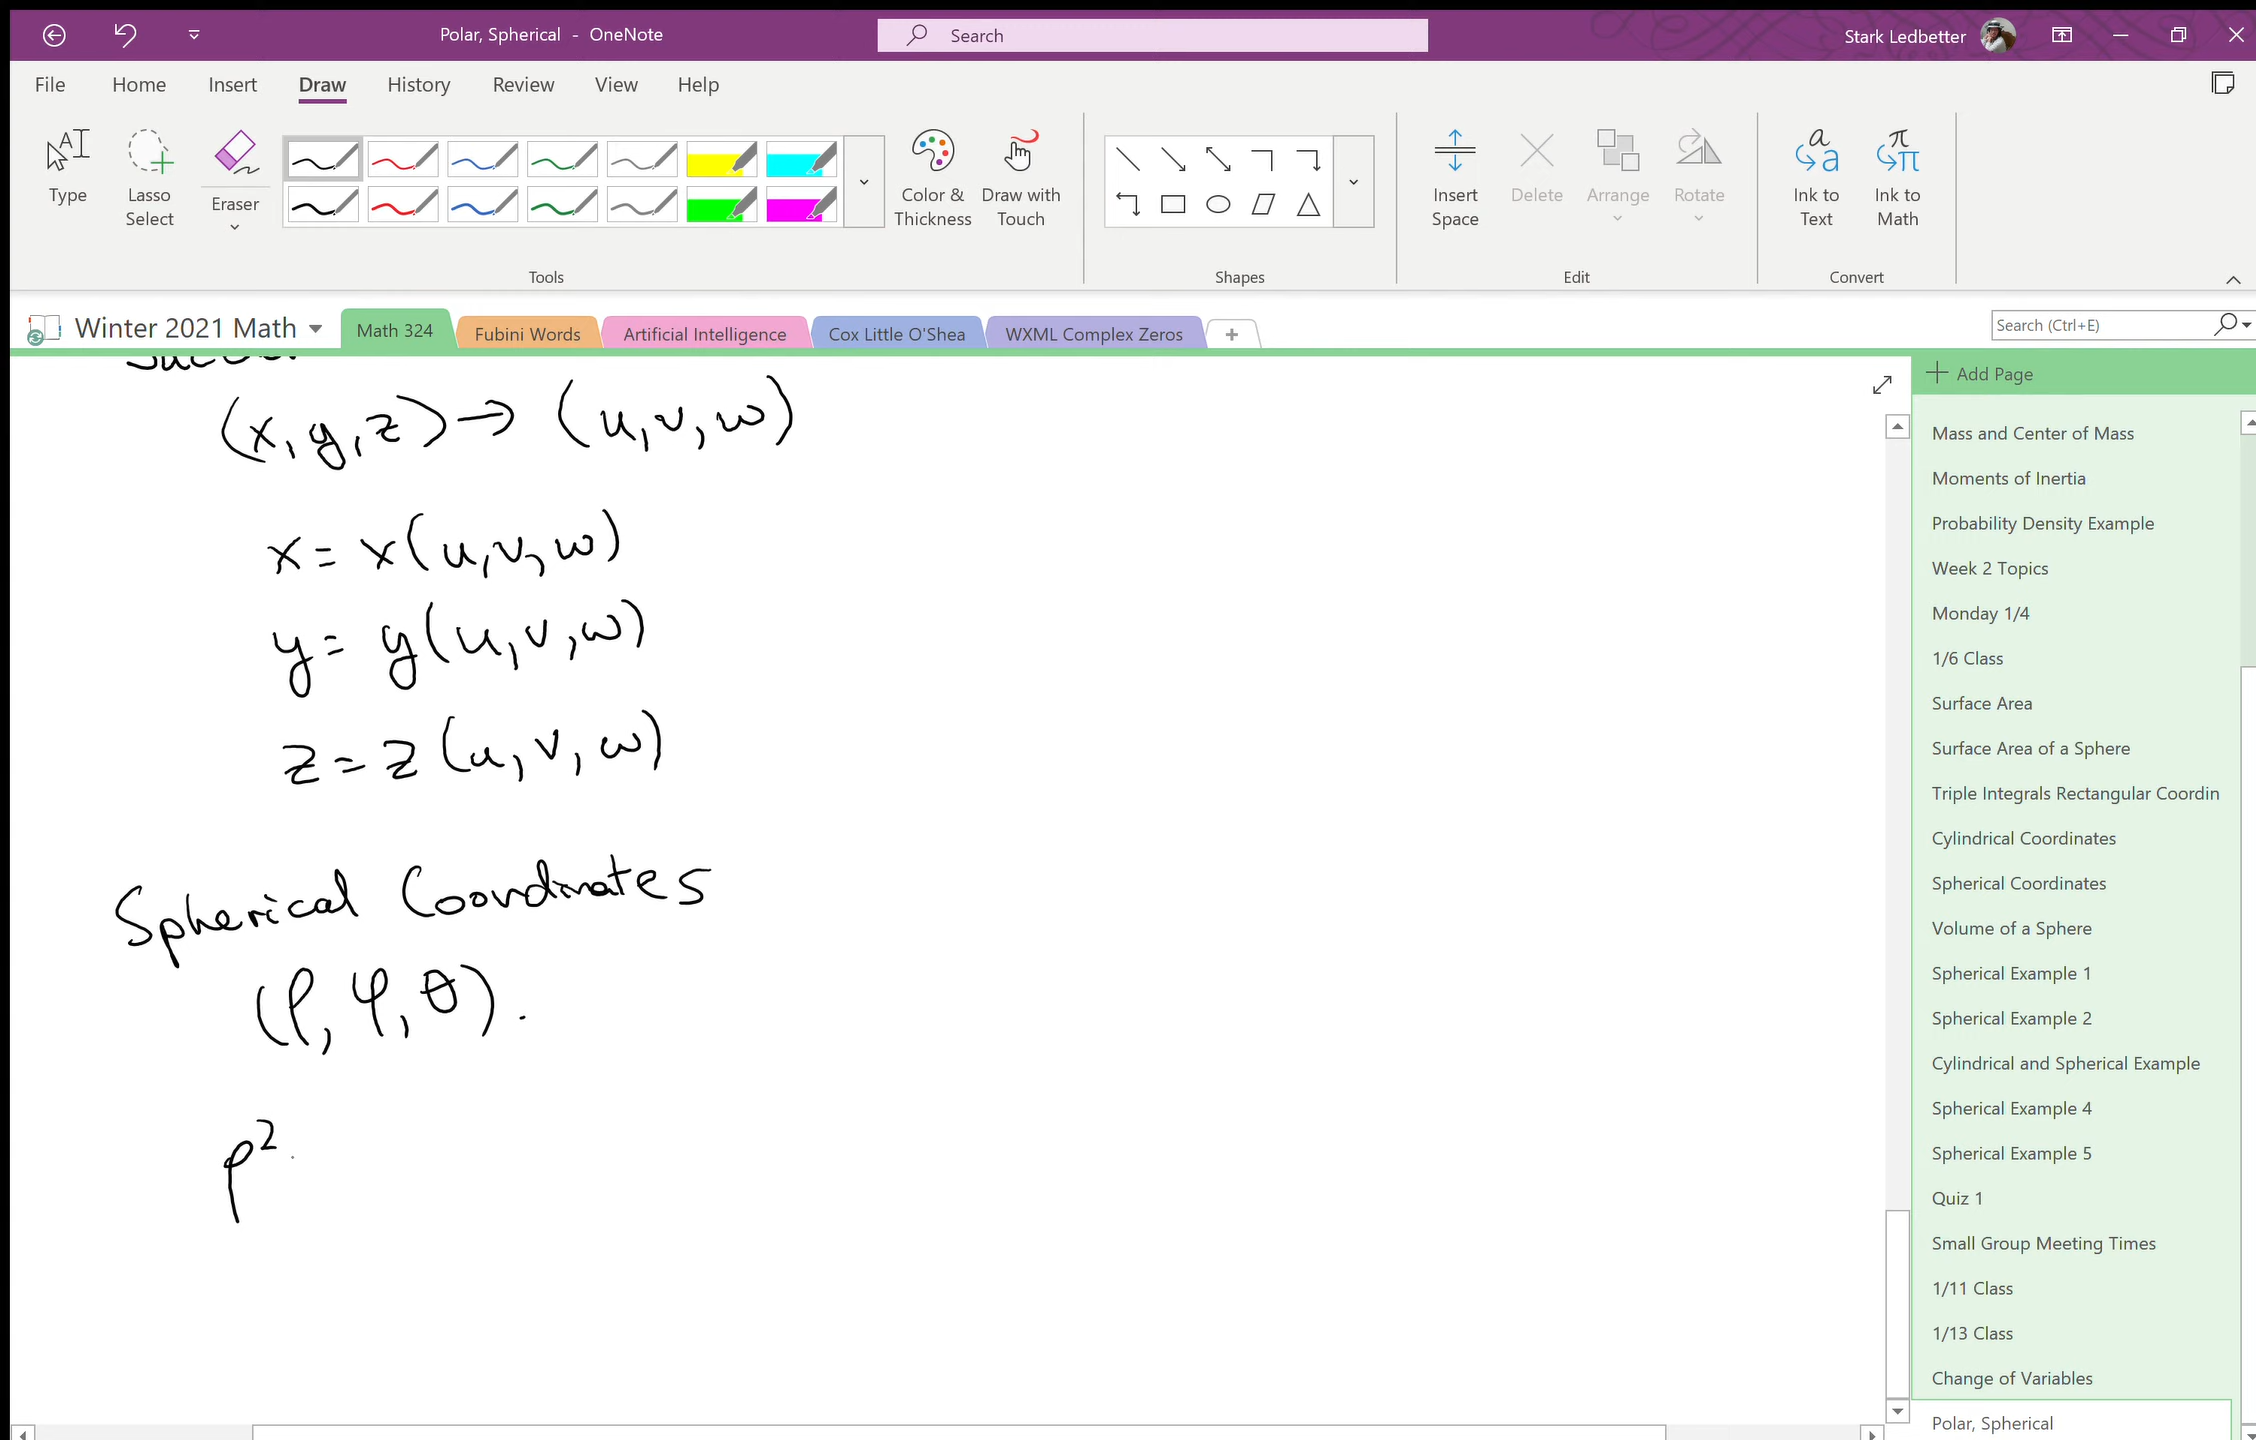 Polar, Spherical - OneNote
Search
Stark Ledbetter
File Home Insert Draw History Review View Help
Type
Lasso Select
Eraser
Color & Thickness
Draw with Touch
Insert Space
Delete
Arrange
Rotate
Ink to Text
Ink to Math
Tools
Shapes
Edit
Convert
Winter 2021 Math
Math 324
Fubini Words
Artificial Intelligence
Cox Little O'Shea
WXML Complex Zeros
Search (Ctrl+E)
(x, y, z) → (u, v, w)
x = x(u, v, w)
y = y(u, v, w)
z = z(u, v, w)
Spherical Coordinates
(ρ, φ, θ).
ρ²
Add Page
Mass and Center of Mass
Moments of Inertia
Probability Density Example
Week 2 Topics
Monday 1/4
1/6 Class
Surface Area
Surface Area of a Sphere
Triple Integrals Rectangular Coordin
Cylindrical Coordinates
Spherical Coordinates
Volume of a Sphere
Spherical Example 1
Spherical Example 2
Cylindrical and Spherical Example
Spherical Example 4
Spherical Example 5
Quiz 1
Small Group Meeting Times
1/11 Class
1/13 Class
Change of Variables
Polar, Spherical